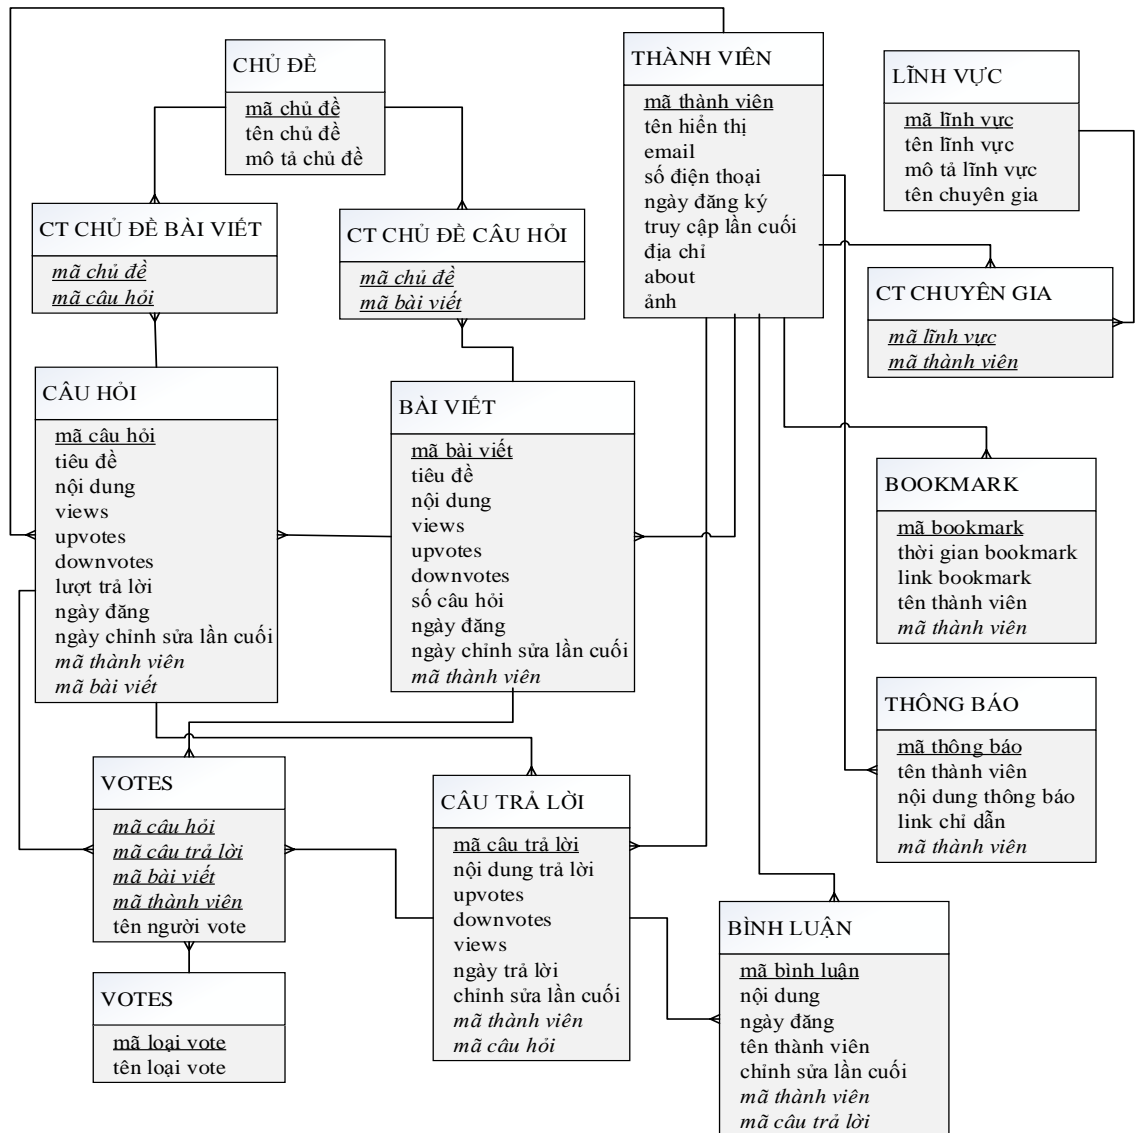 CHỦ ĐỀ
mã chủ đề
tên chủ đề
mô tả chủ đề
THÀNH VIÊN
mã thành viên
tên hiển thị
email
số điện thoại
ngày đăng ký
truy cập lần cuối
địa chỉ
about
ảnh
LĨNH VỰC
mã lĩnh vực
tên lĩnh vực
mô tả lĩnh vực
tên chuyên gia
CT CHỦ ĐỀ BÀI VIẾT
mã chủ đề
mã câu hỏi
CT CHỦ ĐỀ CÂU HỎI
mã chủ đề
mã bài viết
CT CHUYÊN GIA
mã lĩnh vực
mã thành viên
CÂU HỎI
mã câu hỏi
tiêu đề
nội dung
views
upvotes
downvotes
lượt trả lời
ngày đăng
ngày chỉnh sửa lần cuối
mã thành viên
mã bài viết
BÀI VIẾT
mã bài viết
tiêu đề
nội dung
views
upvotes
downvotes
số câu hỏi
ngày đăng
ngày chỉnh sửa lần cuối
mã thành viên
BOOKMARK
mã bookmark
thời gian bookmark
link bookmark
tên thành viên
mã thành viên
THÔNG BÁO
mã thông báo
tên thành viên
nội dung thông báo
link chỉ dẫn
mã thành viên
VOTES
mã câu hỏi
mã câu trả lời
mã bài viết
mã thành viên
tên người vote
CÂU TRẢ LỜI
mã câu trả lời
nội dung trả lời
upvotes
downvotes
views
ngày trả lời
chỉnh sửa lần cuối
mã thành viên
mã câu hỏi
BÌNH LUẬN
mã bình luận
nội dung
ngày đăng
tên thành viên
chỉnh sửa lần cuối
mã thành viên
mã câu trả lời
VOTES
mã loại vote
tên loại vote